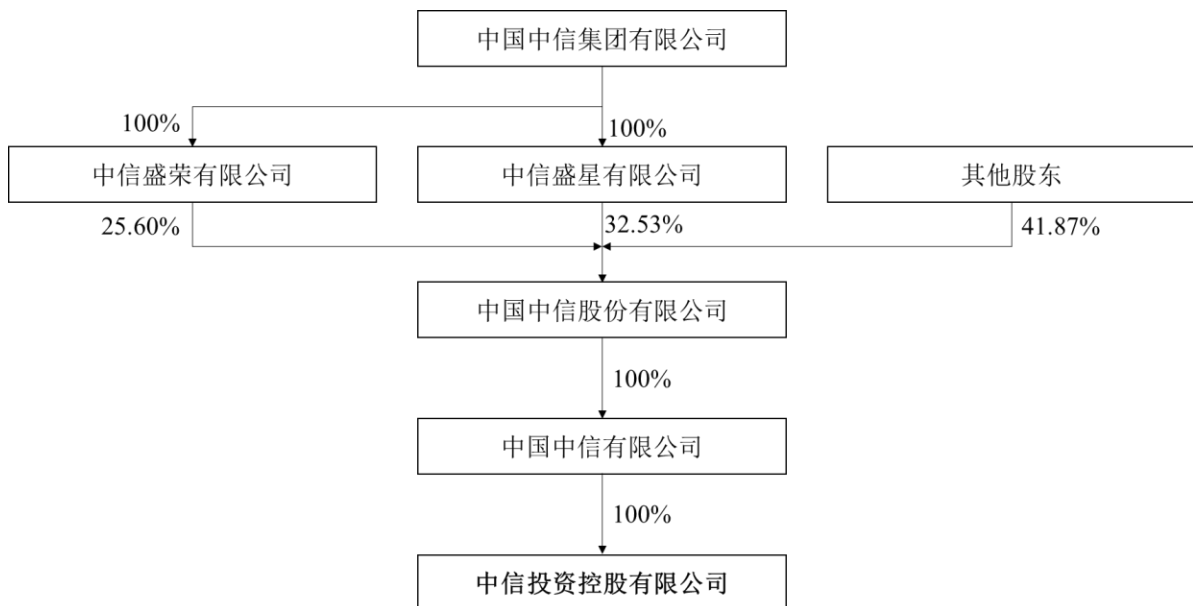 中国中信集团有限公司
100%
100%
中信盛荣有限公司
中信盛星有限公司
其他股东
25.60%
32.53%
41.87%
中国中信股份有限公司
100%
中国中信有限公司
100%
中信投资控股有限公司